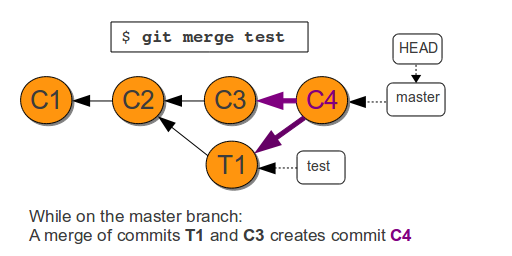 $ git merge test
HEAD
C1
C2
C3
C4
master
T1
test
While on the master branch:
A merge of commits T1 and C3 creates commit C4